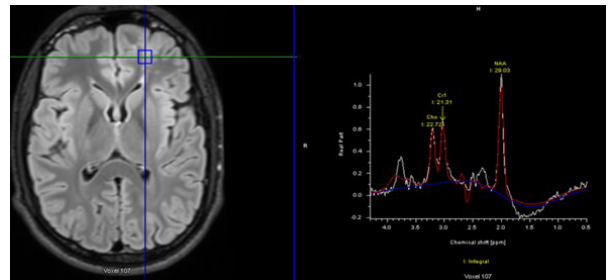 H
R
NAA
I: 29.03
Cr1
I: 21.31
Cho
I: 22.72
Real Part
1.0
0.8
0.6
0.4
0.2
0.0
-0.2
4.0 3.5 3.0 2.5 2.0 1.5 1.0 0.5
Chemical shift [ppm]
I: Integral
Voxel 107
Voxel 107